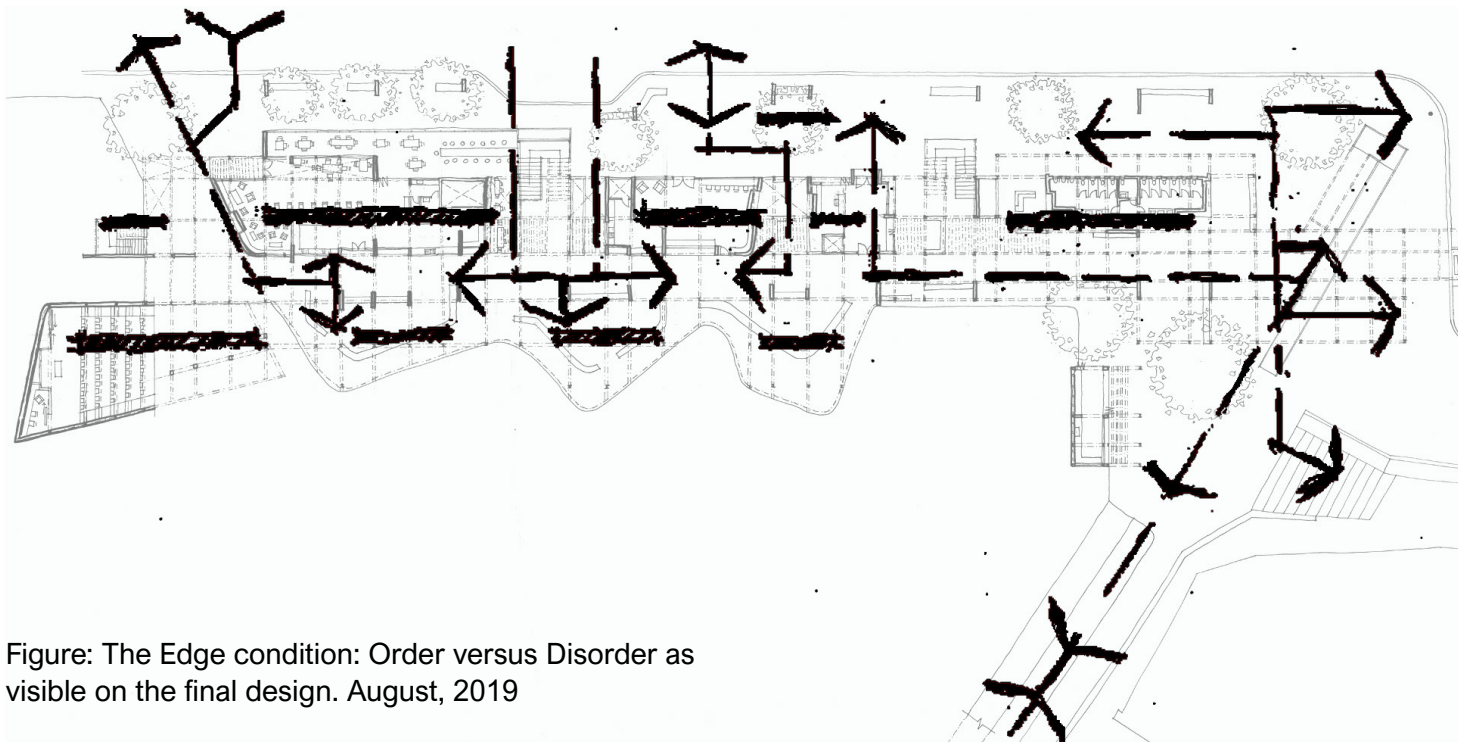 Figure: The Edge condition: Order versus Disorder as
visible on the final design. August, 2019